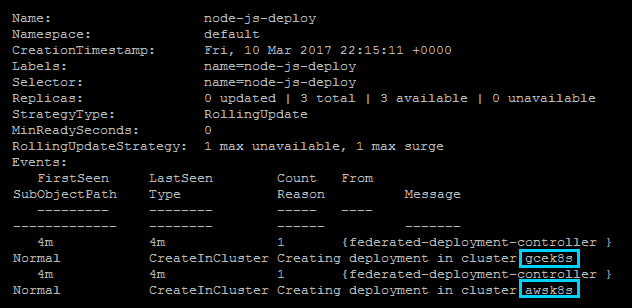 Name: node-js-deploy
Namespace: default
CreationTimestamp: Fri, 10 Mar 2017 22:15:11 +0000
Labels: name=node-js-deploy
Selector: name=node-js-deploy
Replicas: 0 updated | 3 total | 3 available | 0 unavailable
StrategyType: RollingUpdate
MinReadySeconds: 0
RollingUpdateStrategy: 1 max unavailable, 1 max surge
Events:
FirstSeen LastSeen Count From
SubObjectPath Type Reason Message
--------- -------- ----- ----
------------- -------- ------ -------
4m 4m 1 {federated-deployment-controller }
Normal CreateInCluster Creating deployment in cluster gcek8s
4m 4m 1 {federated-deployment-controller }
Normal CreateInCluster Creating deployment in cluster awsk8s